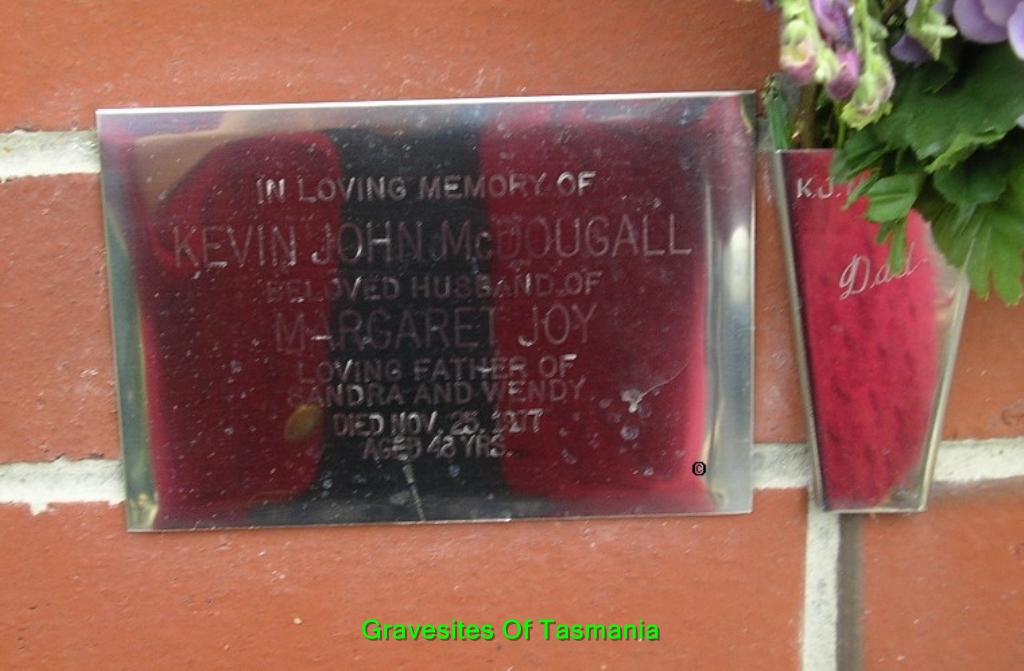 IN LOVING MEMORY OF
KEVIN JOHN McDOUGALL
BELOVED HUSBAND OF
MARGARET JOY
LOVING FATHER OF
SANDRA AND WENDY
DIED NOV. 25. 1977
AGED 48 YRS.
K.J.
Dad
©
Gravesites Of Tasmania